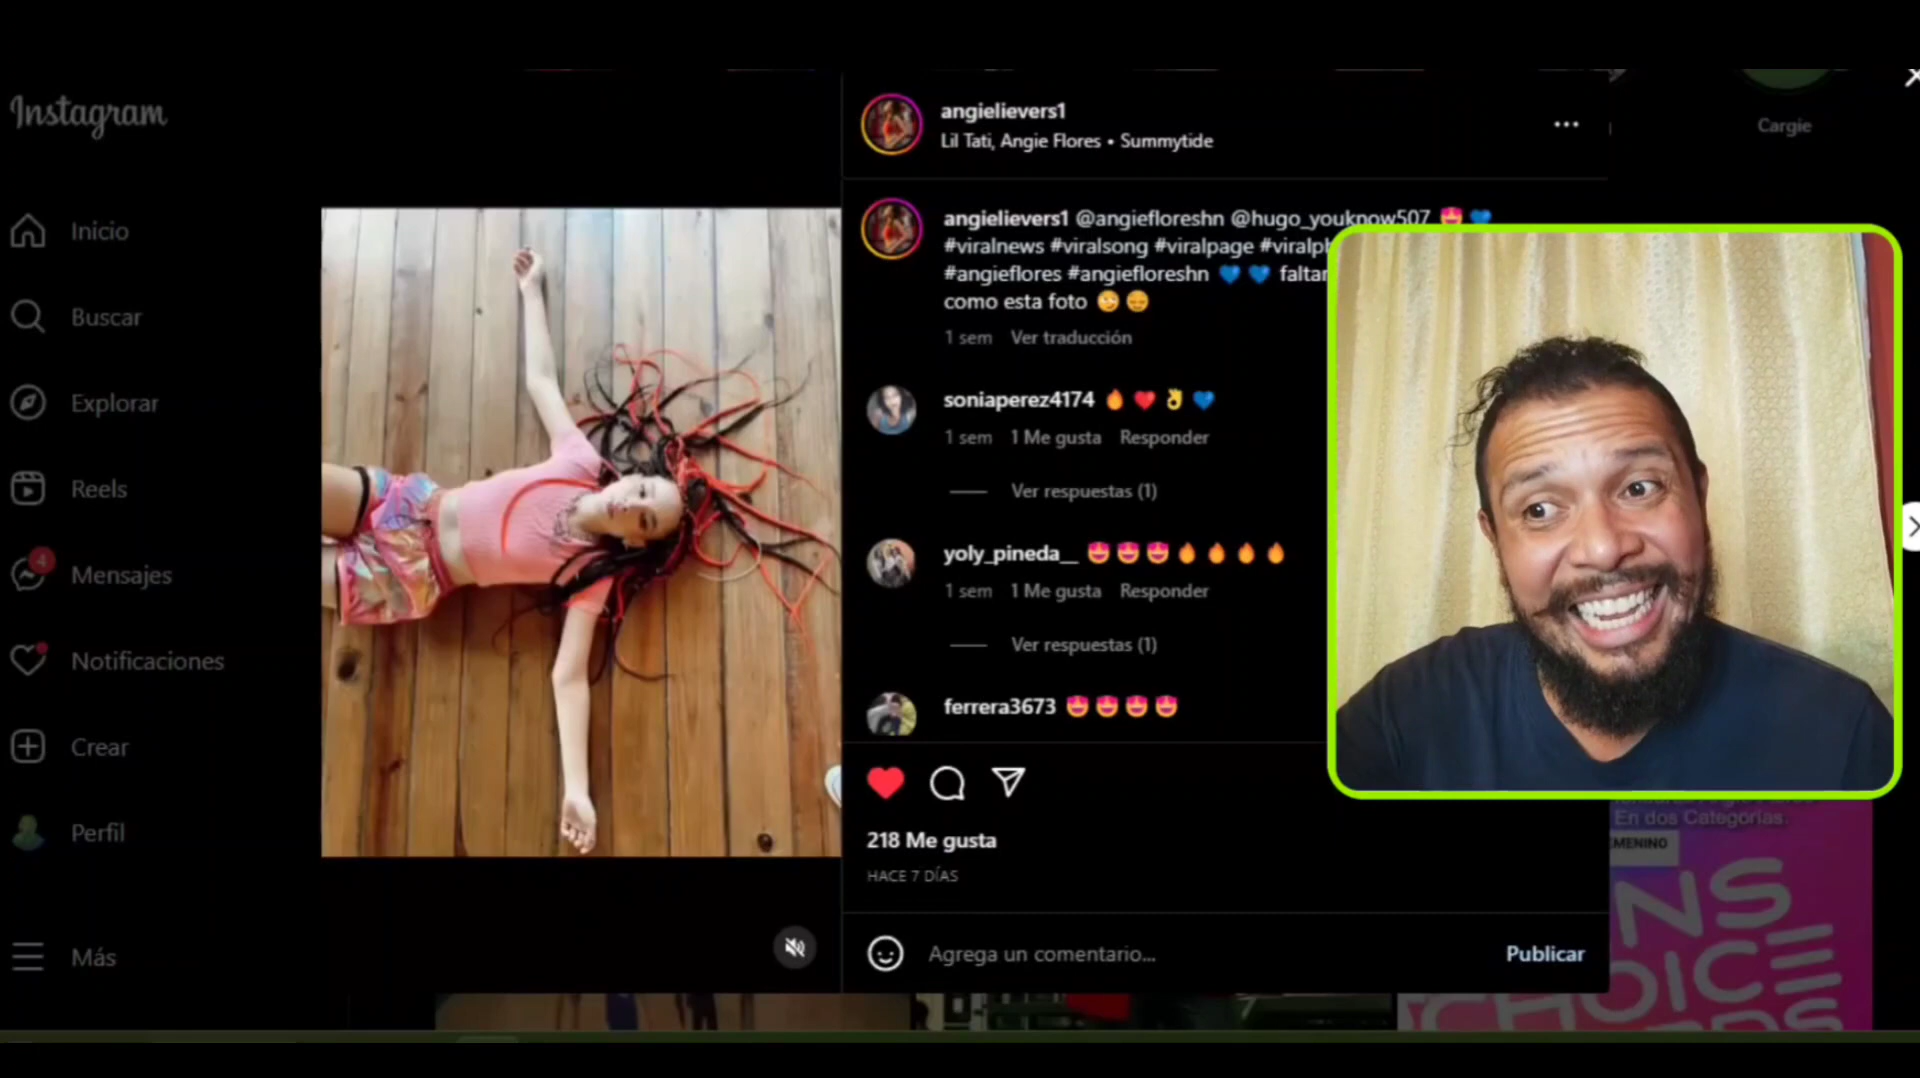 Instagram
Inicio
Buscar
Explorar
Reels
4
Mensajes
Notificaciones
Crear
Perfil
Más
angielievers1
Lil Tati, Angie Flores • Summytide
Cargie
angielievers1 @angiefloreshn @hugo_youknow507 😍 💙
#viralnews #viralsong #viralpage
#angieflores #angiefloreshn 💙 💙
como esta foto
1 sem Ver traducción
soniaperez4174 🔥 ❤️ 👌 💙
1 sem 1 Me gusta Responder
Ver respuestas (1)
yoly_pineda__ 😍 😍 😍 🔥 🔥 🔥 🔥
1 sem 1 Me gusta Responder
Ver respuestas (1)
ferrera3673 😍 😍 😍 😍
218 Me gusta
HACE 7 DÍAS
Agrega un comentario...
Publicar
En dos Categorías.